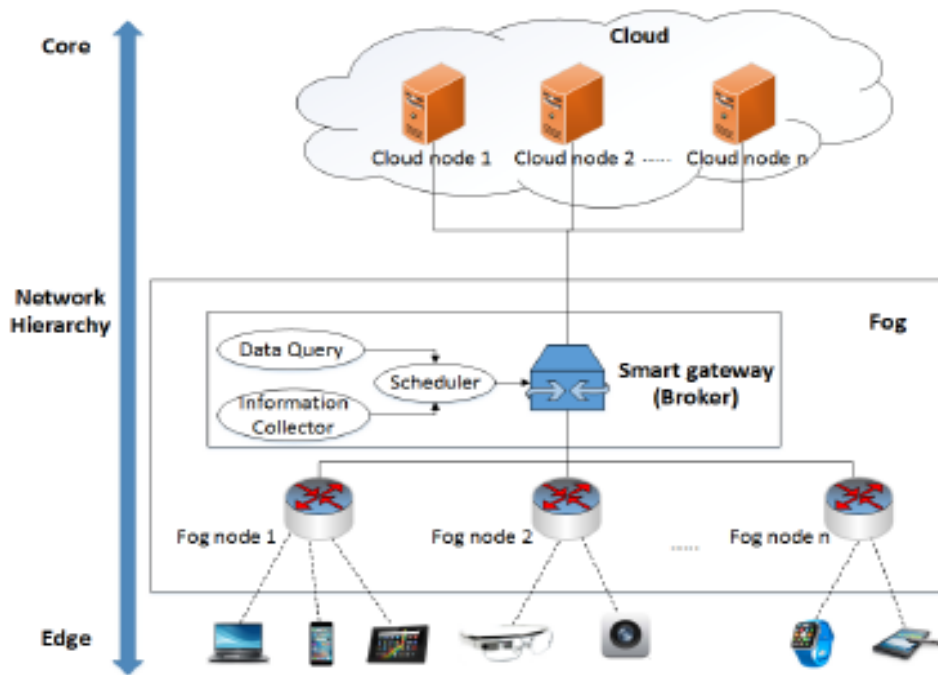 Core
Cloud
Cloud node 1
Cloud node 2
......
Cloud node n
Network
Hierarchy
Fog
Data Query
Scheduler
Information
Collector
Smart gateway
(Broker)
Fog node 1
Fog node 2
......
Fog node n
Edge